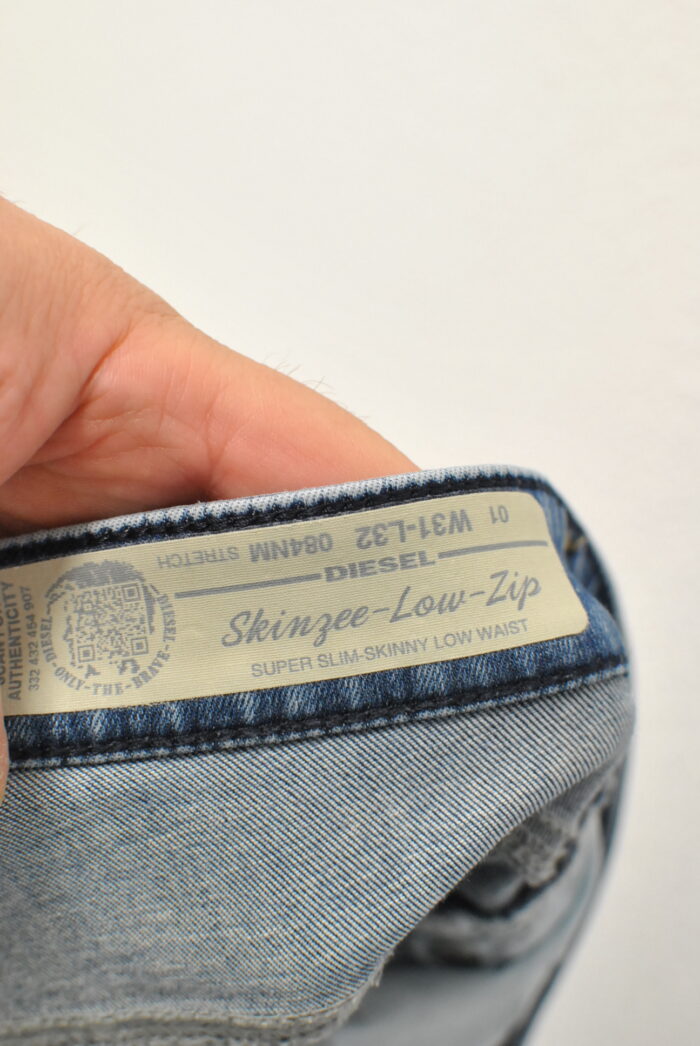 AUTHENTICITY
332 432 454 907
DIESEL
-ONLY-THE-BRAVE-
DIESEL
01 W31-L32 084NM STRETCH
DIESEL
Skinzee-Low-Zip
SUPER SLIM-SKINNY LOW WAIST